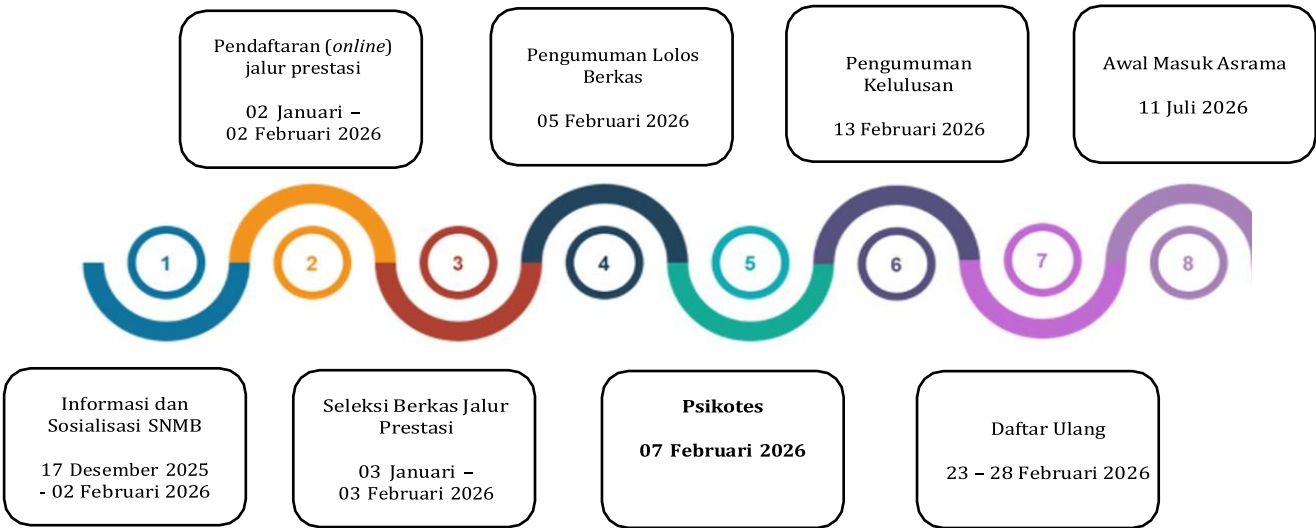 Pendaftaran (online)
jalur prestasi
02 Januari –
02 Februari 2026
Pengumuman Lolos
Berkas
05 Februari 2026
Pengumuman
Kelulusan
13 Februari 2026
Awal Masuk Asrama
11 Juli 2026
1
2
3
4
5
6
7
8
Informasi dan
Sosialisasi SNMB
17 Desember 2025
- 02 Februari 2026
Seleksi Berkas Jalur
Prestasi
03 Januari –
03 Februari 2026
Psikotes
07 Februari 2026
Daftar Ulang
23 – 28 Februari 2026